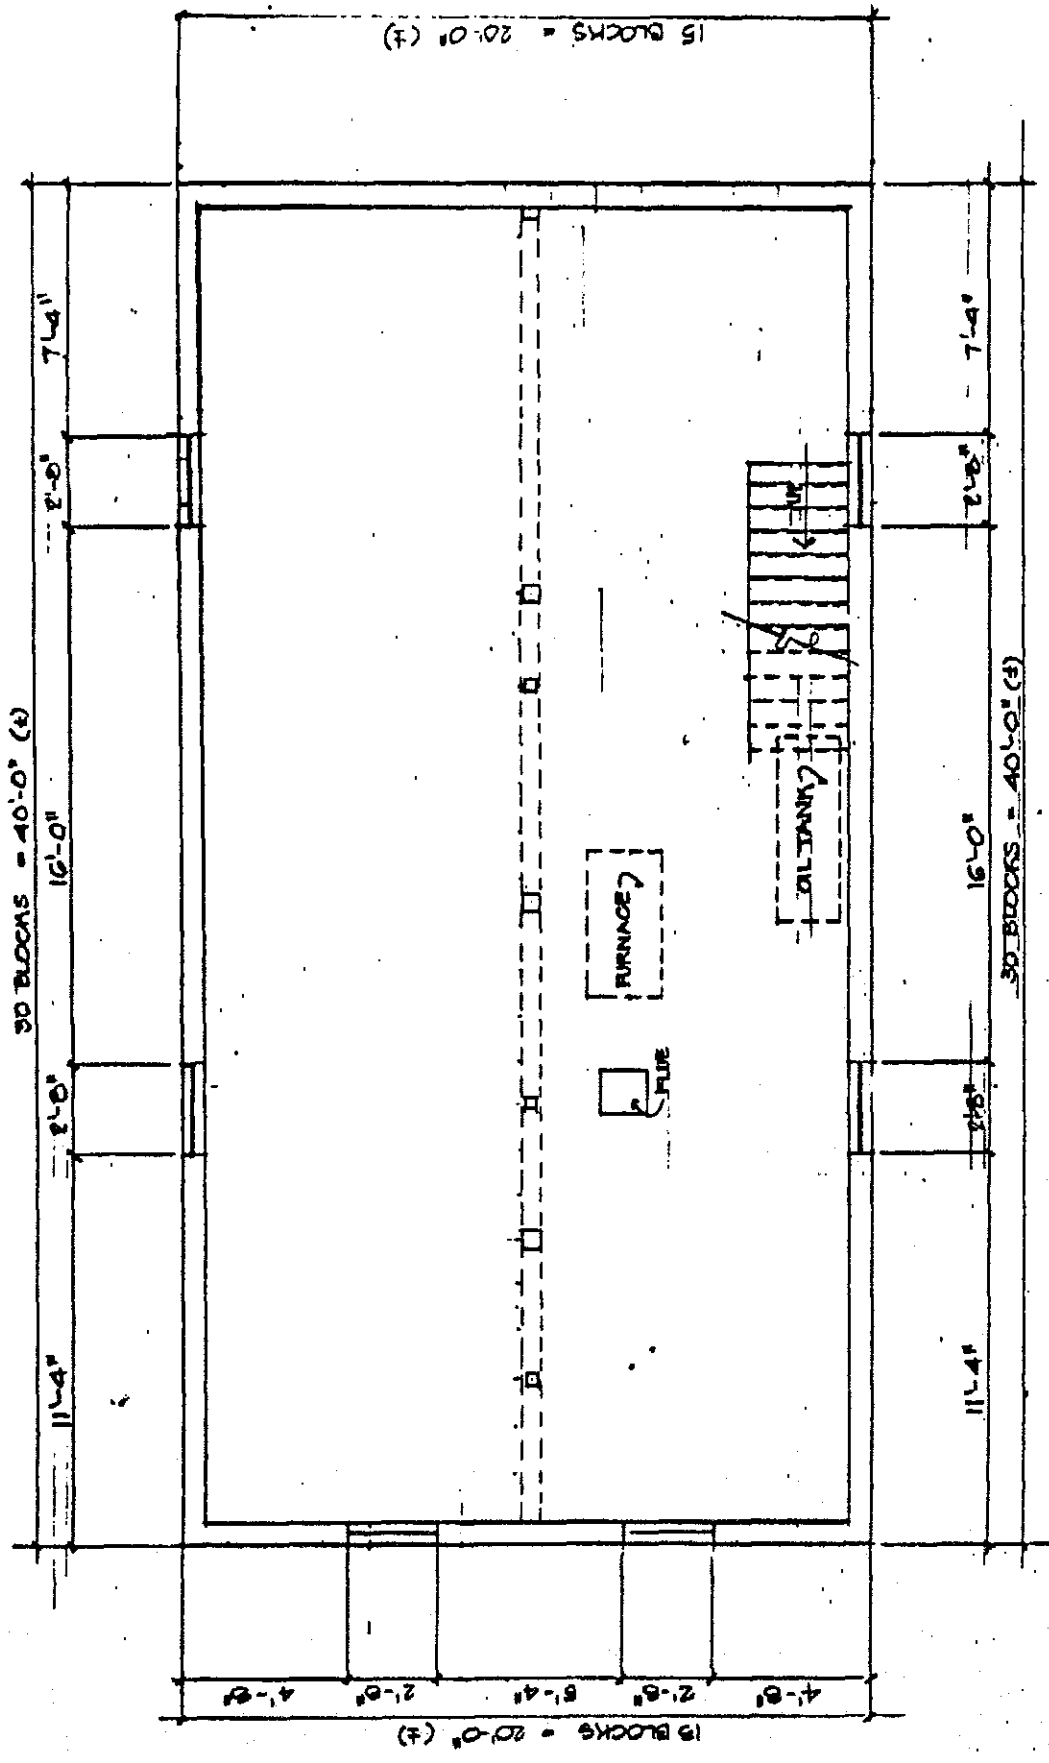 15 BLOCKS = 20'-0" (±)
30 BLOCKS = 40'-0" (±)
11'-4"
2'-8"
16'-0"
2'-8"
7'-4"
UP
FURNACE
OIL TANK
FLUE
11'-4"
2'-8"
16'-0"
2'-8"
7'-4"
30 BLOCKS = 40'-0" (±)
4'-8"
2'-8"
5'-4"
2'-8"
4'-8"
15 BLOCKS = 20'-0" (±)